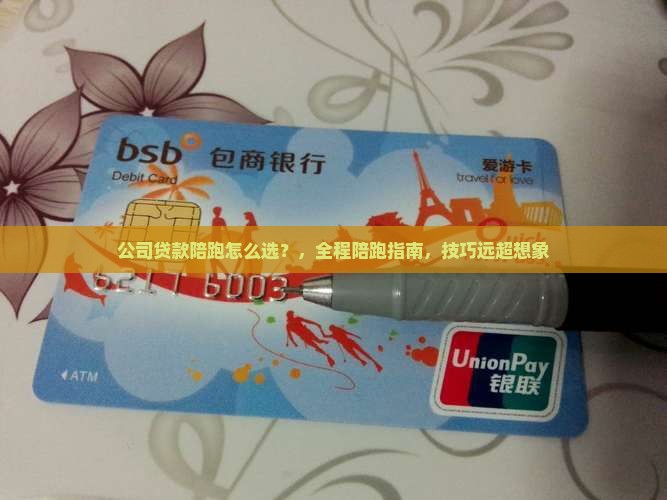 bsb 包商银行
Debit Card
爱游卡
travel for love
公司贷款陪跑怎么选？，全程陪跑指南，技巧远超想象
6217 6003
ATM
UnionPay
银联